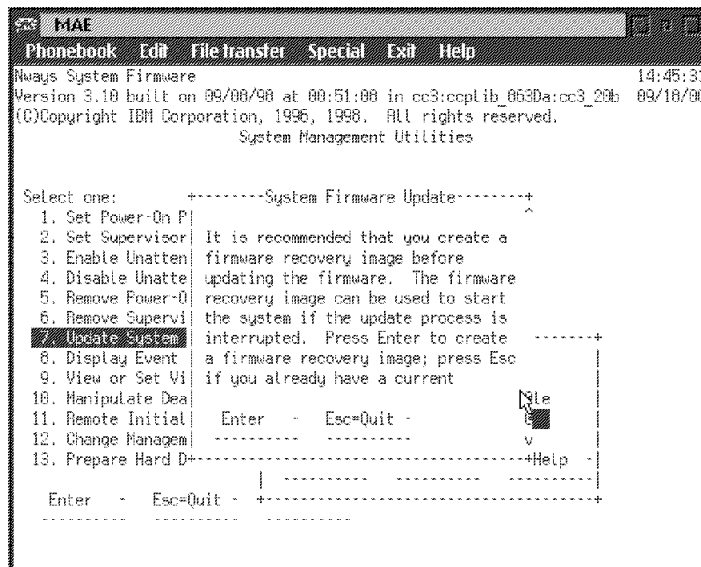 MAE
Phonebook Edit File transfer Special Exit Help
Nways System Firmware 14:45:3
Version 3.10 built on 09/08/98 at 00:51:08 in cc3:ccplib_863Da:cc3_20b 09/18/00
(C)Copyright IBM Corporation, 1996, 1998. All rights reserved.
System Management Utilities
Select one: +--------System Firmware Update--------+
1. Set Power-On P| ^
2. Set Supervisor| It is recommended that you create a
3. Enable Unatten| firmware recovery image before
4. Disable Unatte| updating the firmware. The firmware
5. Remove Power-O| recovery image can be used to start
6. Remove Supervi| the system if the update process is
7. Update System | interrupted. Press Enter to create -------+
8. Display Event | a firmware recovery image; press Esc |
9. View or Set Vi| if you already have a current |
10. Manipulate Dea| le |
11. Remote Initial| Enter - Esc=Quit - |
12. Change Managem| ---------- ---------- v |
13. Prepare Hard D+---------------------------------------+Help -|
| ---------- ---------- ---------- |
Enter - Esc=Quit - +---------------------------------------+
---------- ---------- ----------